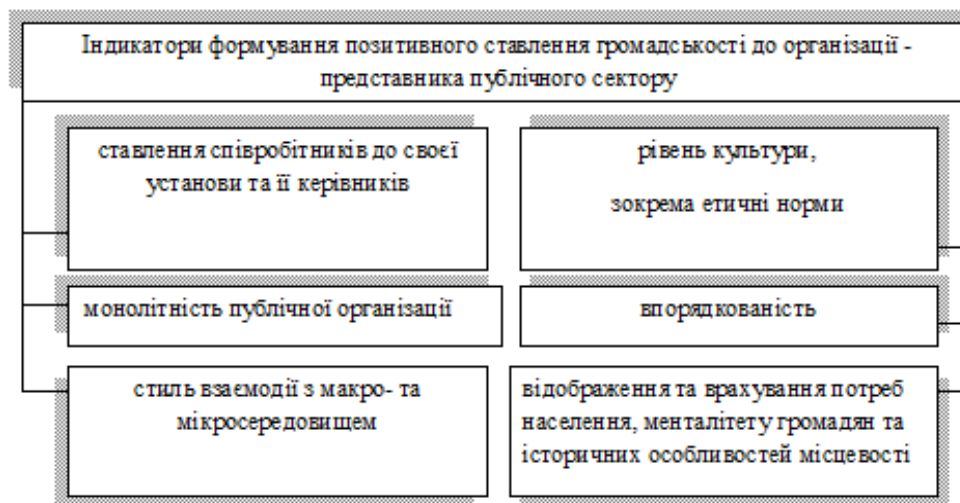 Індикатори формування позитивного ставлення громадськості до організації -
представника публічного сектору
ставлення співробітників до своєї
установи та її керівників
рівень культури,
зокрема етичні норми
монолітність публічної організації
впорядкованість
стиль взаємодії з макро- та
мікросередовищем
відображення та врахування потреб
населення, менталітету громадян та
історичних особливостей місцевості